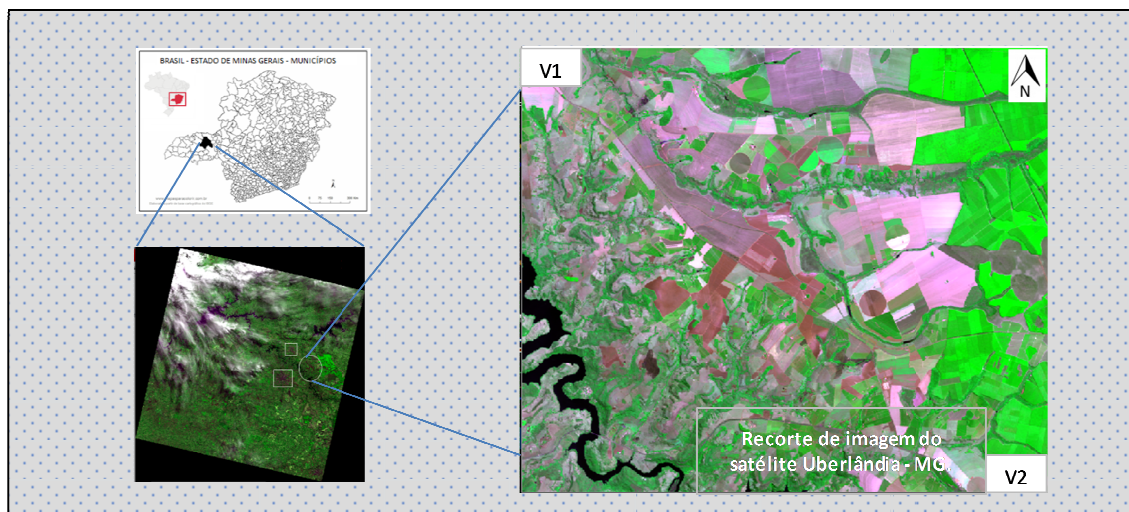 BRASIL - ESTADO DE MINAS GERAIS - MUNICÍPIOS
N
V1
N
Recorte de imagem do
satélite Uberlândia - MG.
V2